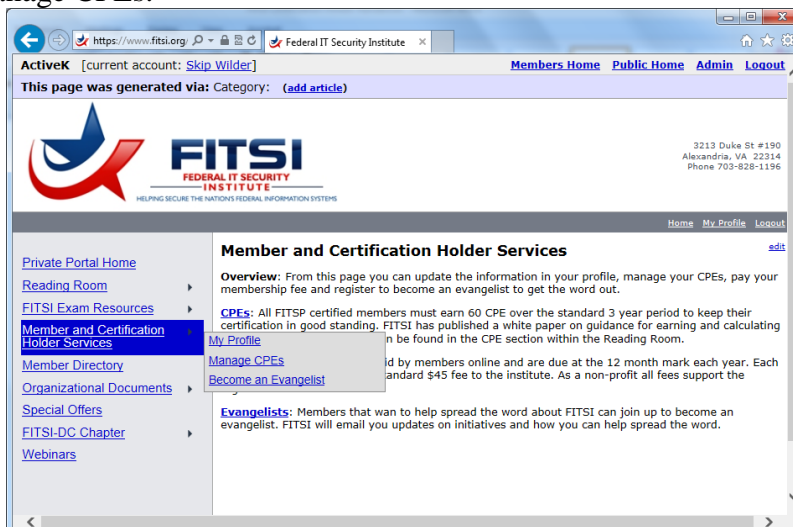 nage CPEs.
https://www.fitsi.org/
Federal IT Security Institute
ActiveK [current account: Skip Wilder] Members Home Public Home Admin Logout
This page was generated via: Category: (add article)
FITSI
FEDERAL IT SECURITY
INSTITUTE
HELPING SECURE THE NATION'S FEDERAL INFORMATION SYSTEMS
3213 Duke St #190
Alexandria, VA 22314
Phone 703-828-1196
Home My Profile Logout
Private Portal Home
Reading Room
FITSI Exam Resources
Member and Certification
Holder Services
Member Directory
Organizational Documents
Special Offers
FITSI-DC Chapter
Webinars
My Profile
Manage CPEs
Become an Evangelist
Member and Certification Holder Services edit
Overview: From this page you can update the information in your profile, manage your CPEs, pay your
membership fee and register to become an evangelist to get the word out.
CPEs: All FITSP certified members must earn 60 CPE over the standard 3 year period to keep their
certification in good standing. FITSI has published a white paper on guidance for earning and calculating
n be found in the CPE section within the Reading Room.
id by members online and are due at the 12 month mark each year. Each
andard $45 fee to the institute. As a non-profit all fees support the
Evangelists: Members that wan to help spread the word about FITSI can join up to become an
evangelist. FITSI will email you updates on initiatives and how you can help spread the word.